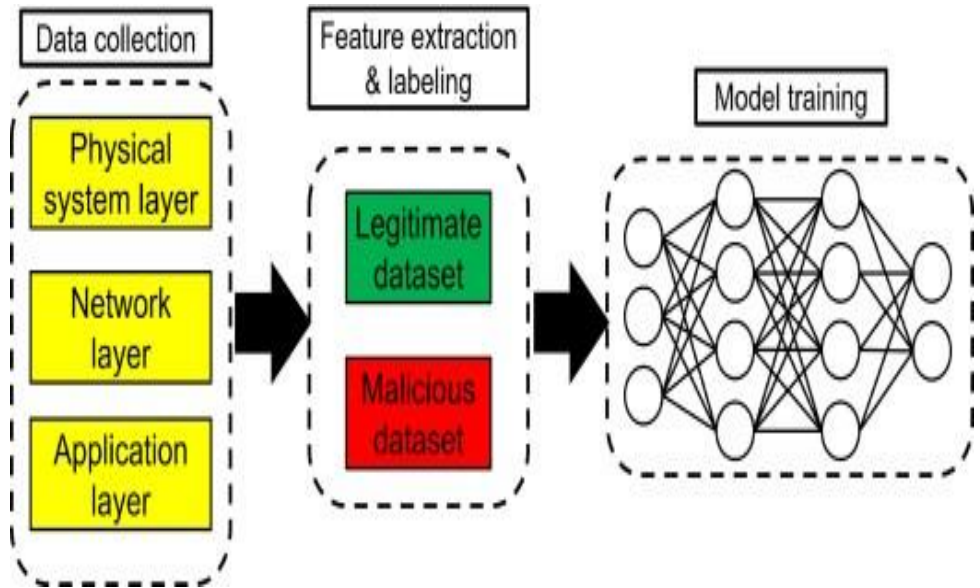 Data collection
Physical
system layer
Network
layer
Application
layer
Feature extraction
& labeling
Legitimate
dataset
Malicious
dataset
Model training